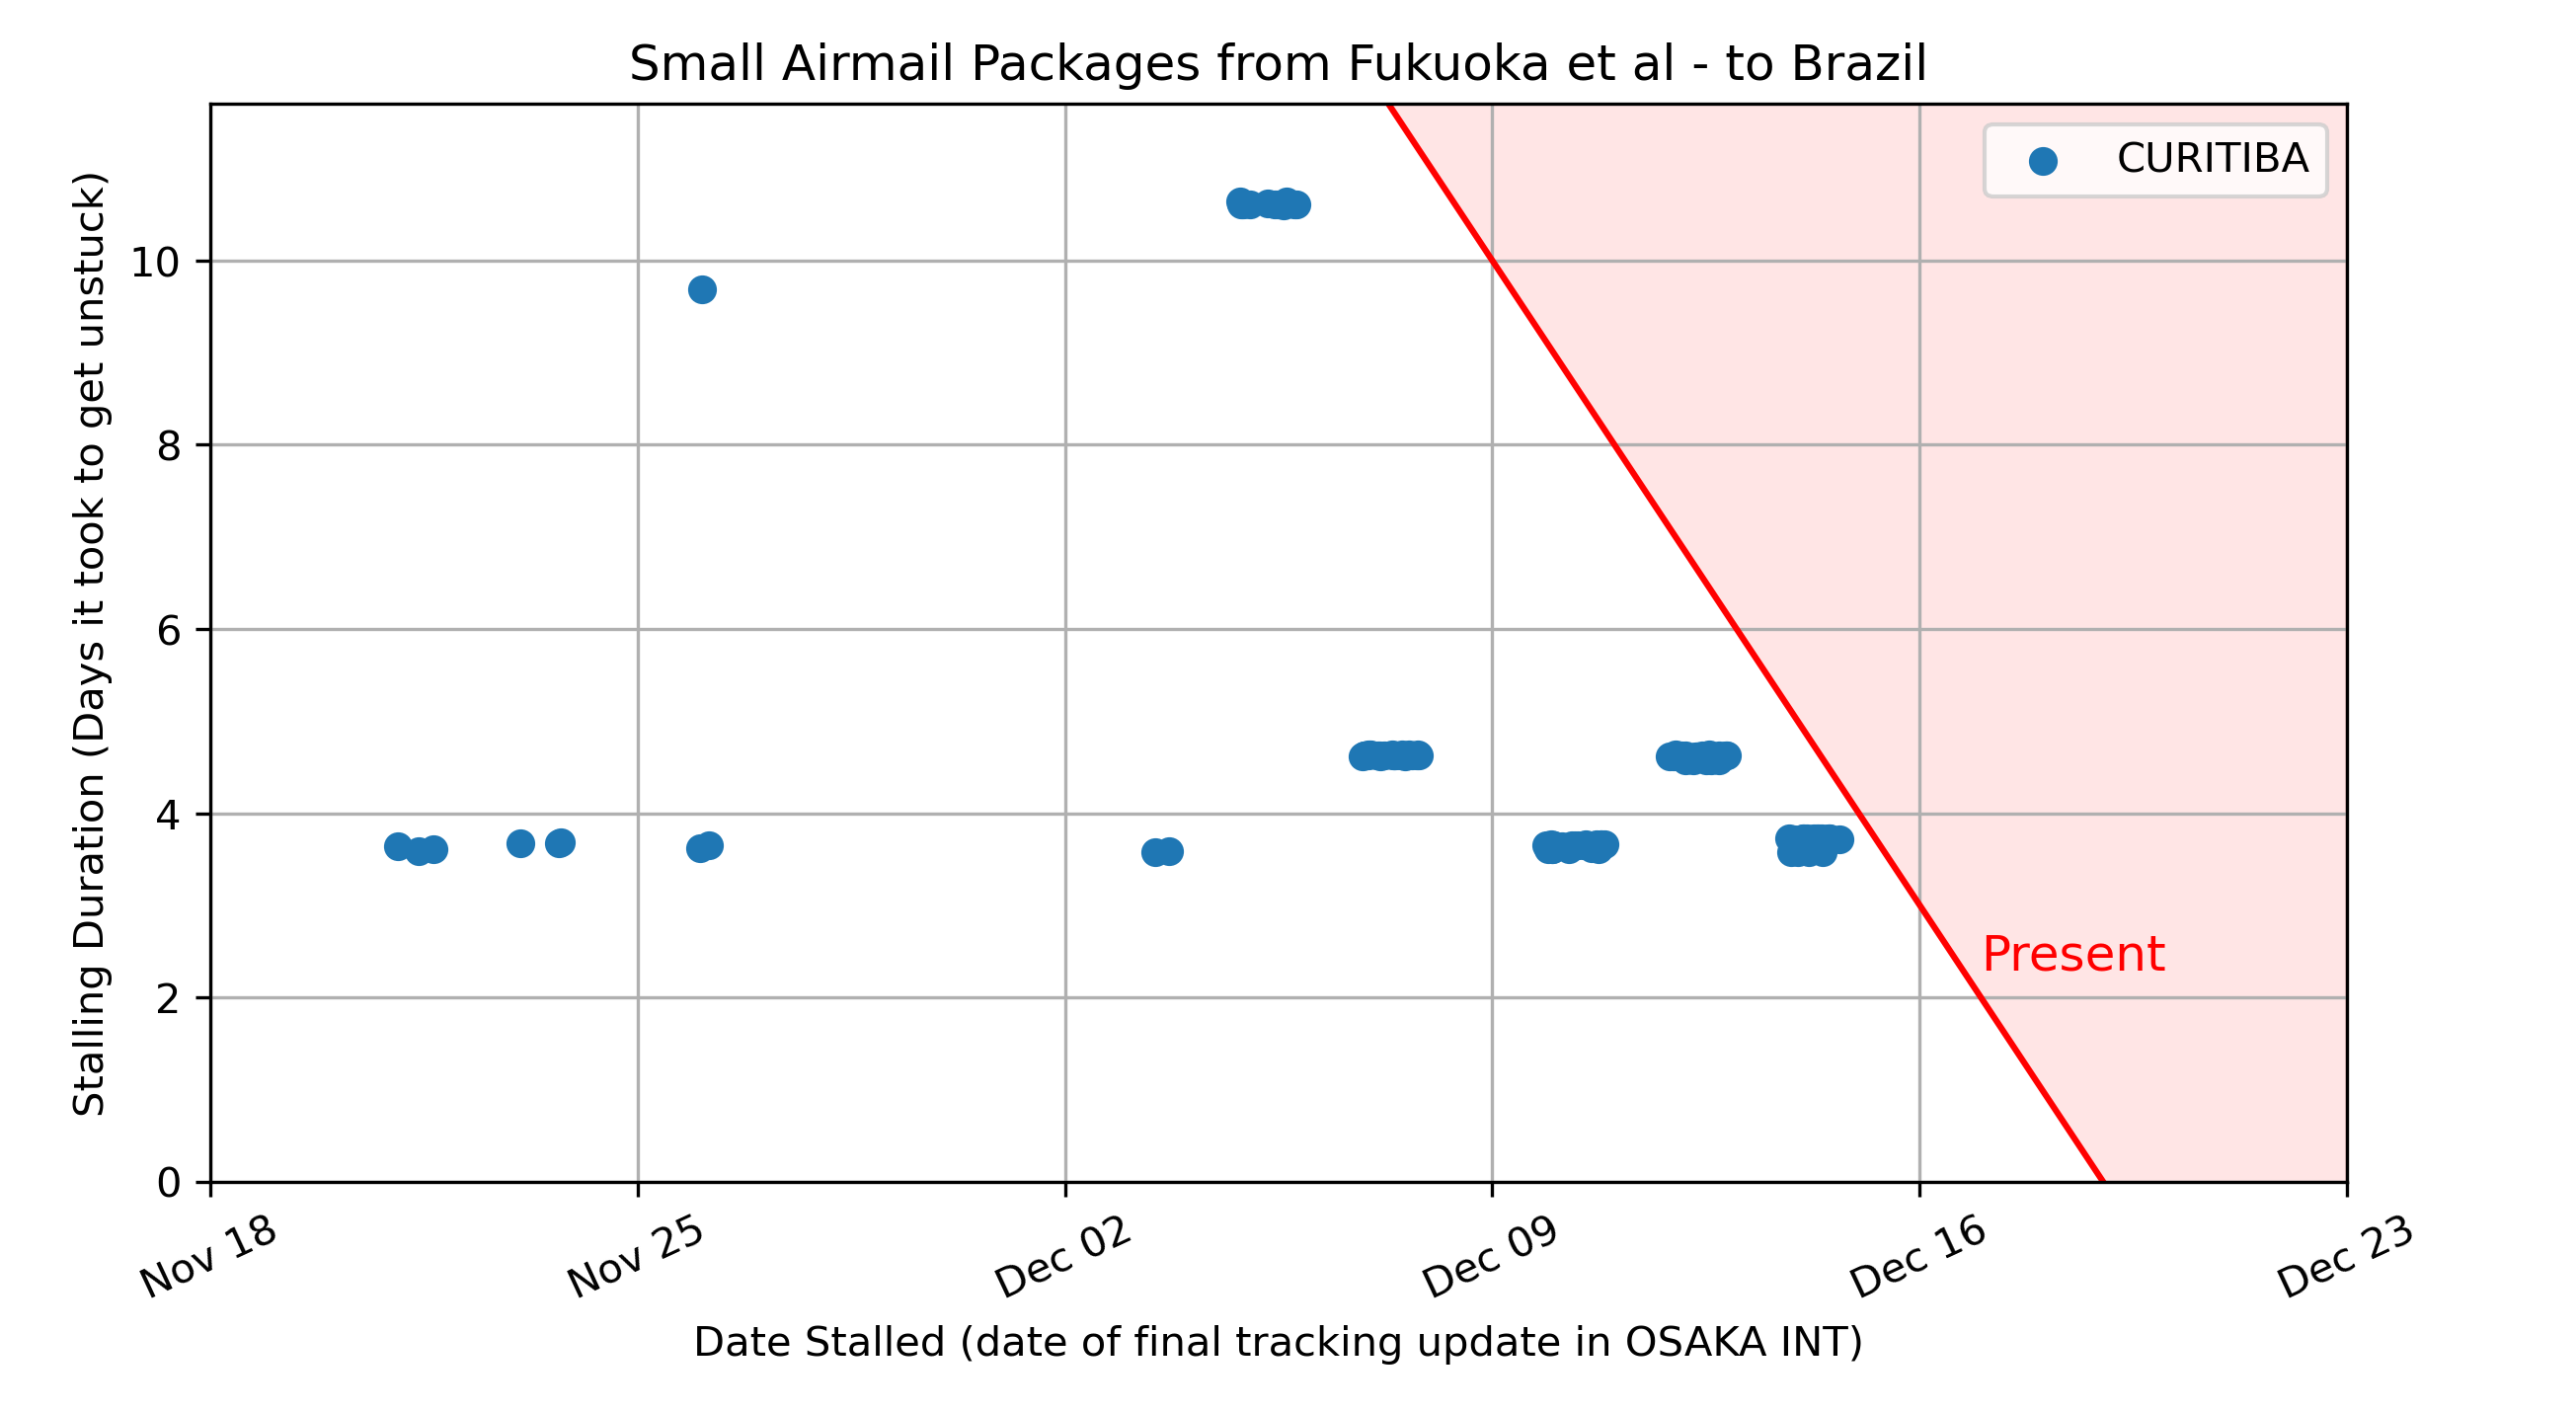 Small Airmail Packages from Fukuoka et al - to Brazil
CURITIBA
Stalling Duration (Days it took to get unstuck)
10
8
6
4
2
0
Present
Nov 18
Nov 25
Dec 02
Dec 09
Dec 16
Dec 23
Date Stalled (date of final tracking update in OSAKA INT)